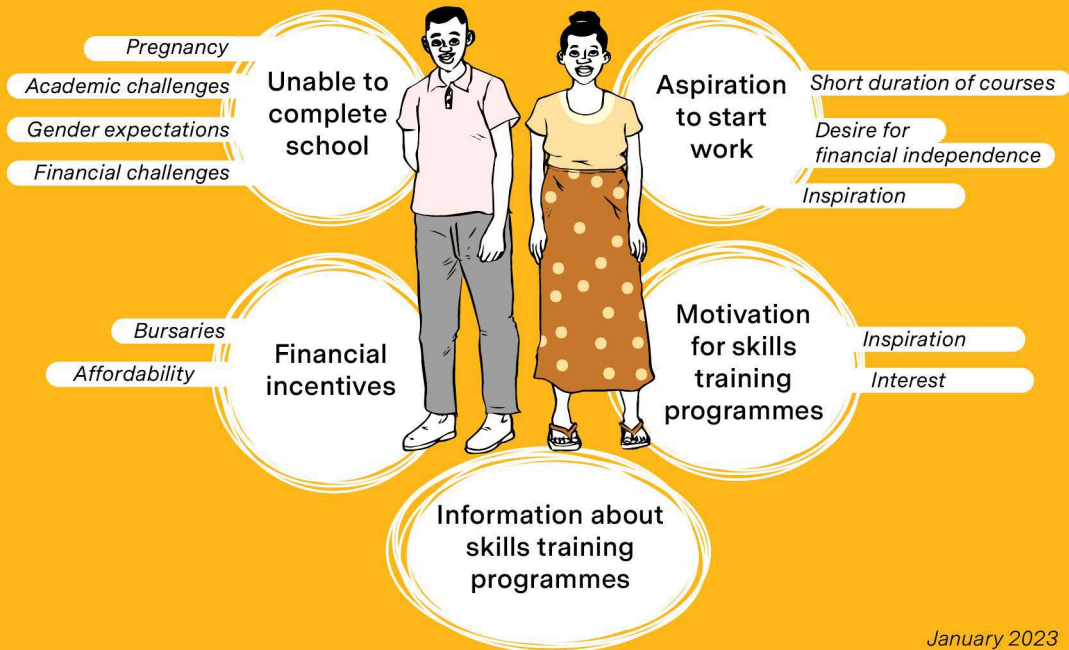 Pregnancy
Academic challenges
Gender expectations
Financial challenges
Unable to
complete
school
Aspiration
to start
work
Short duration of courses
Desire for
financial independence
Inspiration
Bursaries
Affordability
Financial
incentives
Motivation
for skills
training
programmes
Inspiration
Interest
Information about
skills training
programmes
January 2023